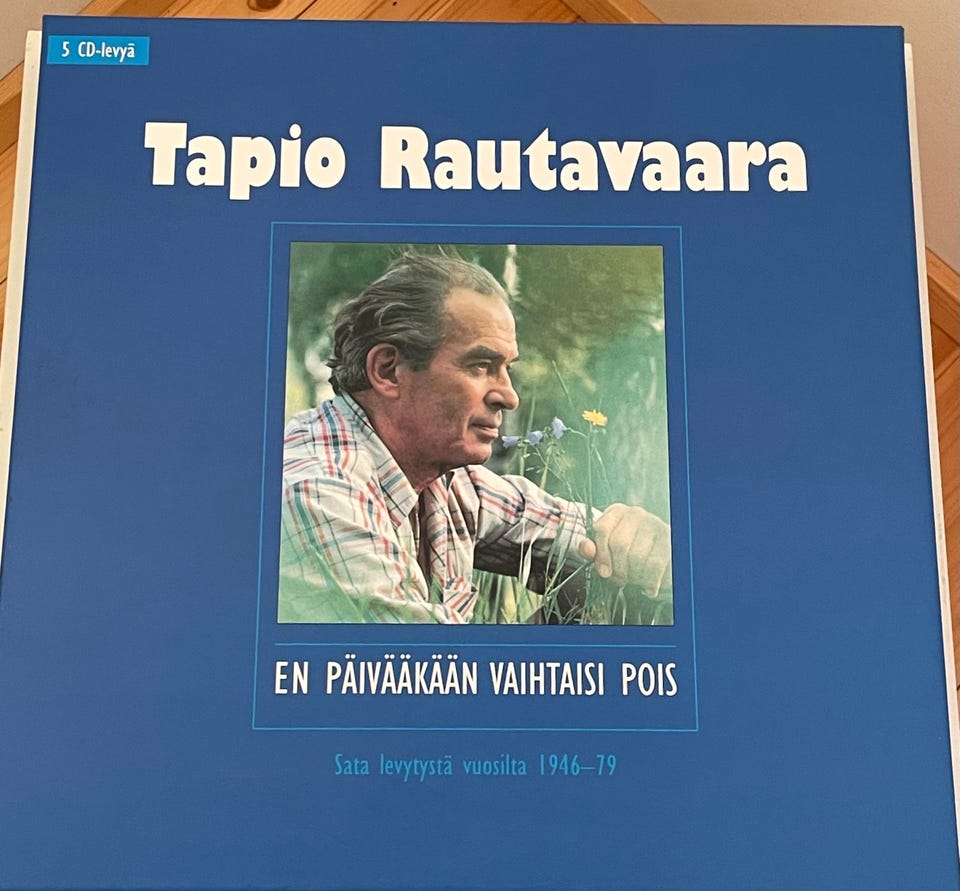 5 CD-levyä
Tapio Rautavaara
EN PÄIVÄÄKÄÄN VAIHTAISI POIS
Sata levytystä vuosilta 1946–79